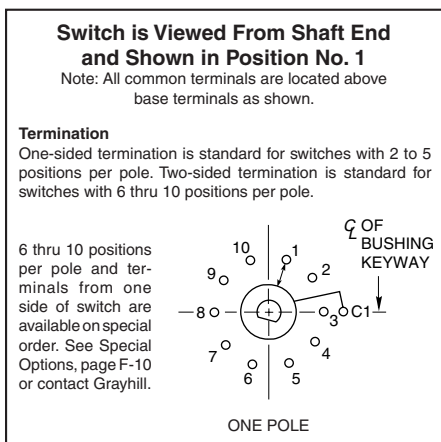 Switch is Viewed From Shaft End
and Shown in Position No. 1
Note: All common terminals are located above
base terminals as shown.
Termination
One-sided termination is standard for switches with 2 to 5
positions per pole. Two-sided termination is standard for
switches with 6 thru 10 positions per pole.
6 thru 10 positions
per pole and ter-
minals from one
side of switch are
available on special
order. See Special
Options, page F-10
or contact Grayhill.
℄ OF
BUSHING
KEYWAY
10 1
9 2
8 3 C1
7 4
6 5
ONE POLE